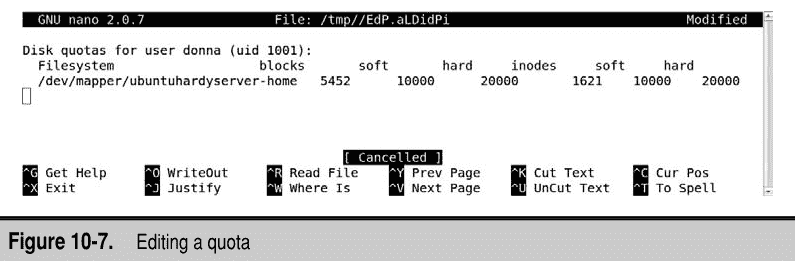 GNU nano 2.0.7 File: /tmp//EdP.aLDidPi Modified
Disk quotas for user donna (uid 1001):
Filesystem blocks soft hard inodes soft hard
/dev/mapper/ubuntuhardyserver-home 5452 10000 20000 1621 10000 20000
[ Cancelled ]
^G Get Help ^O WriteOut ^R Read File ^Y Prev Page ^K Cut Text ^C Cur Pos
^X Exit ^J Justify ^W Where Is ^V Next Page ^U UnCut Text ^T To Spell
Figure 10-7. Editing a quota